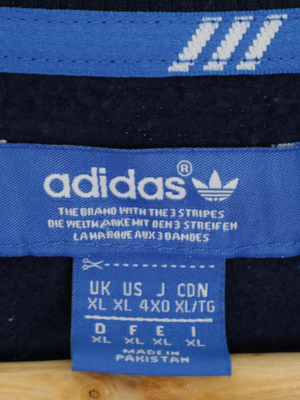 adidas®
THE BRAND WITH THE 3 STRIPES
DIE WELTMARKE MIT DEN 3 STREIFEN
LA MARQUE AUX 3 BANDES
UK US J CDN
XL XL 4XO XL/TG
D F E I
XL XL XL XL
MADE IN
PAKISTAN